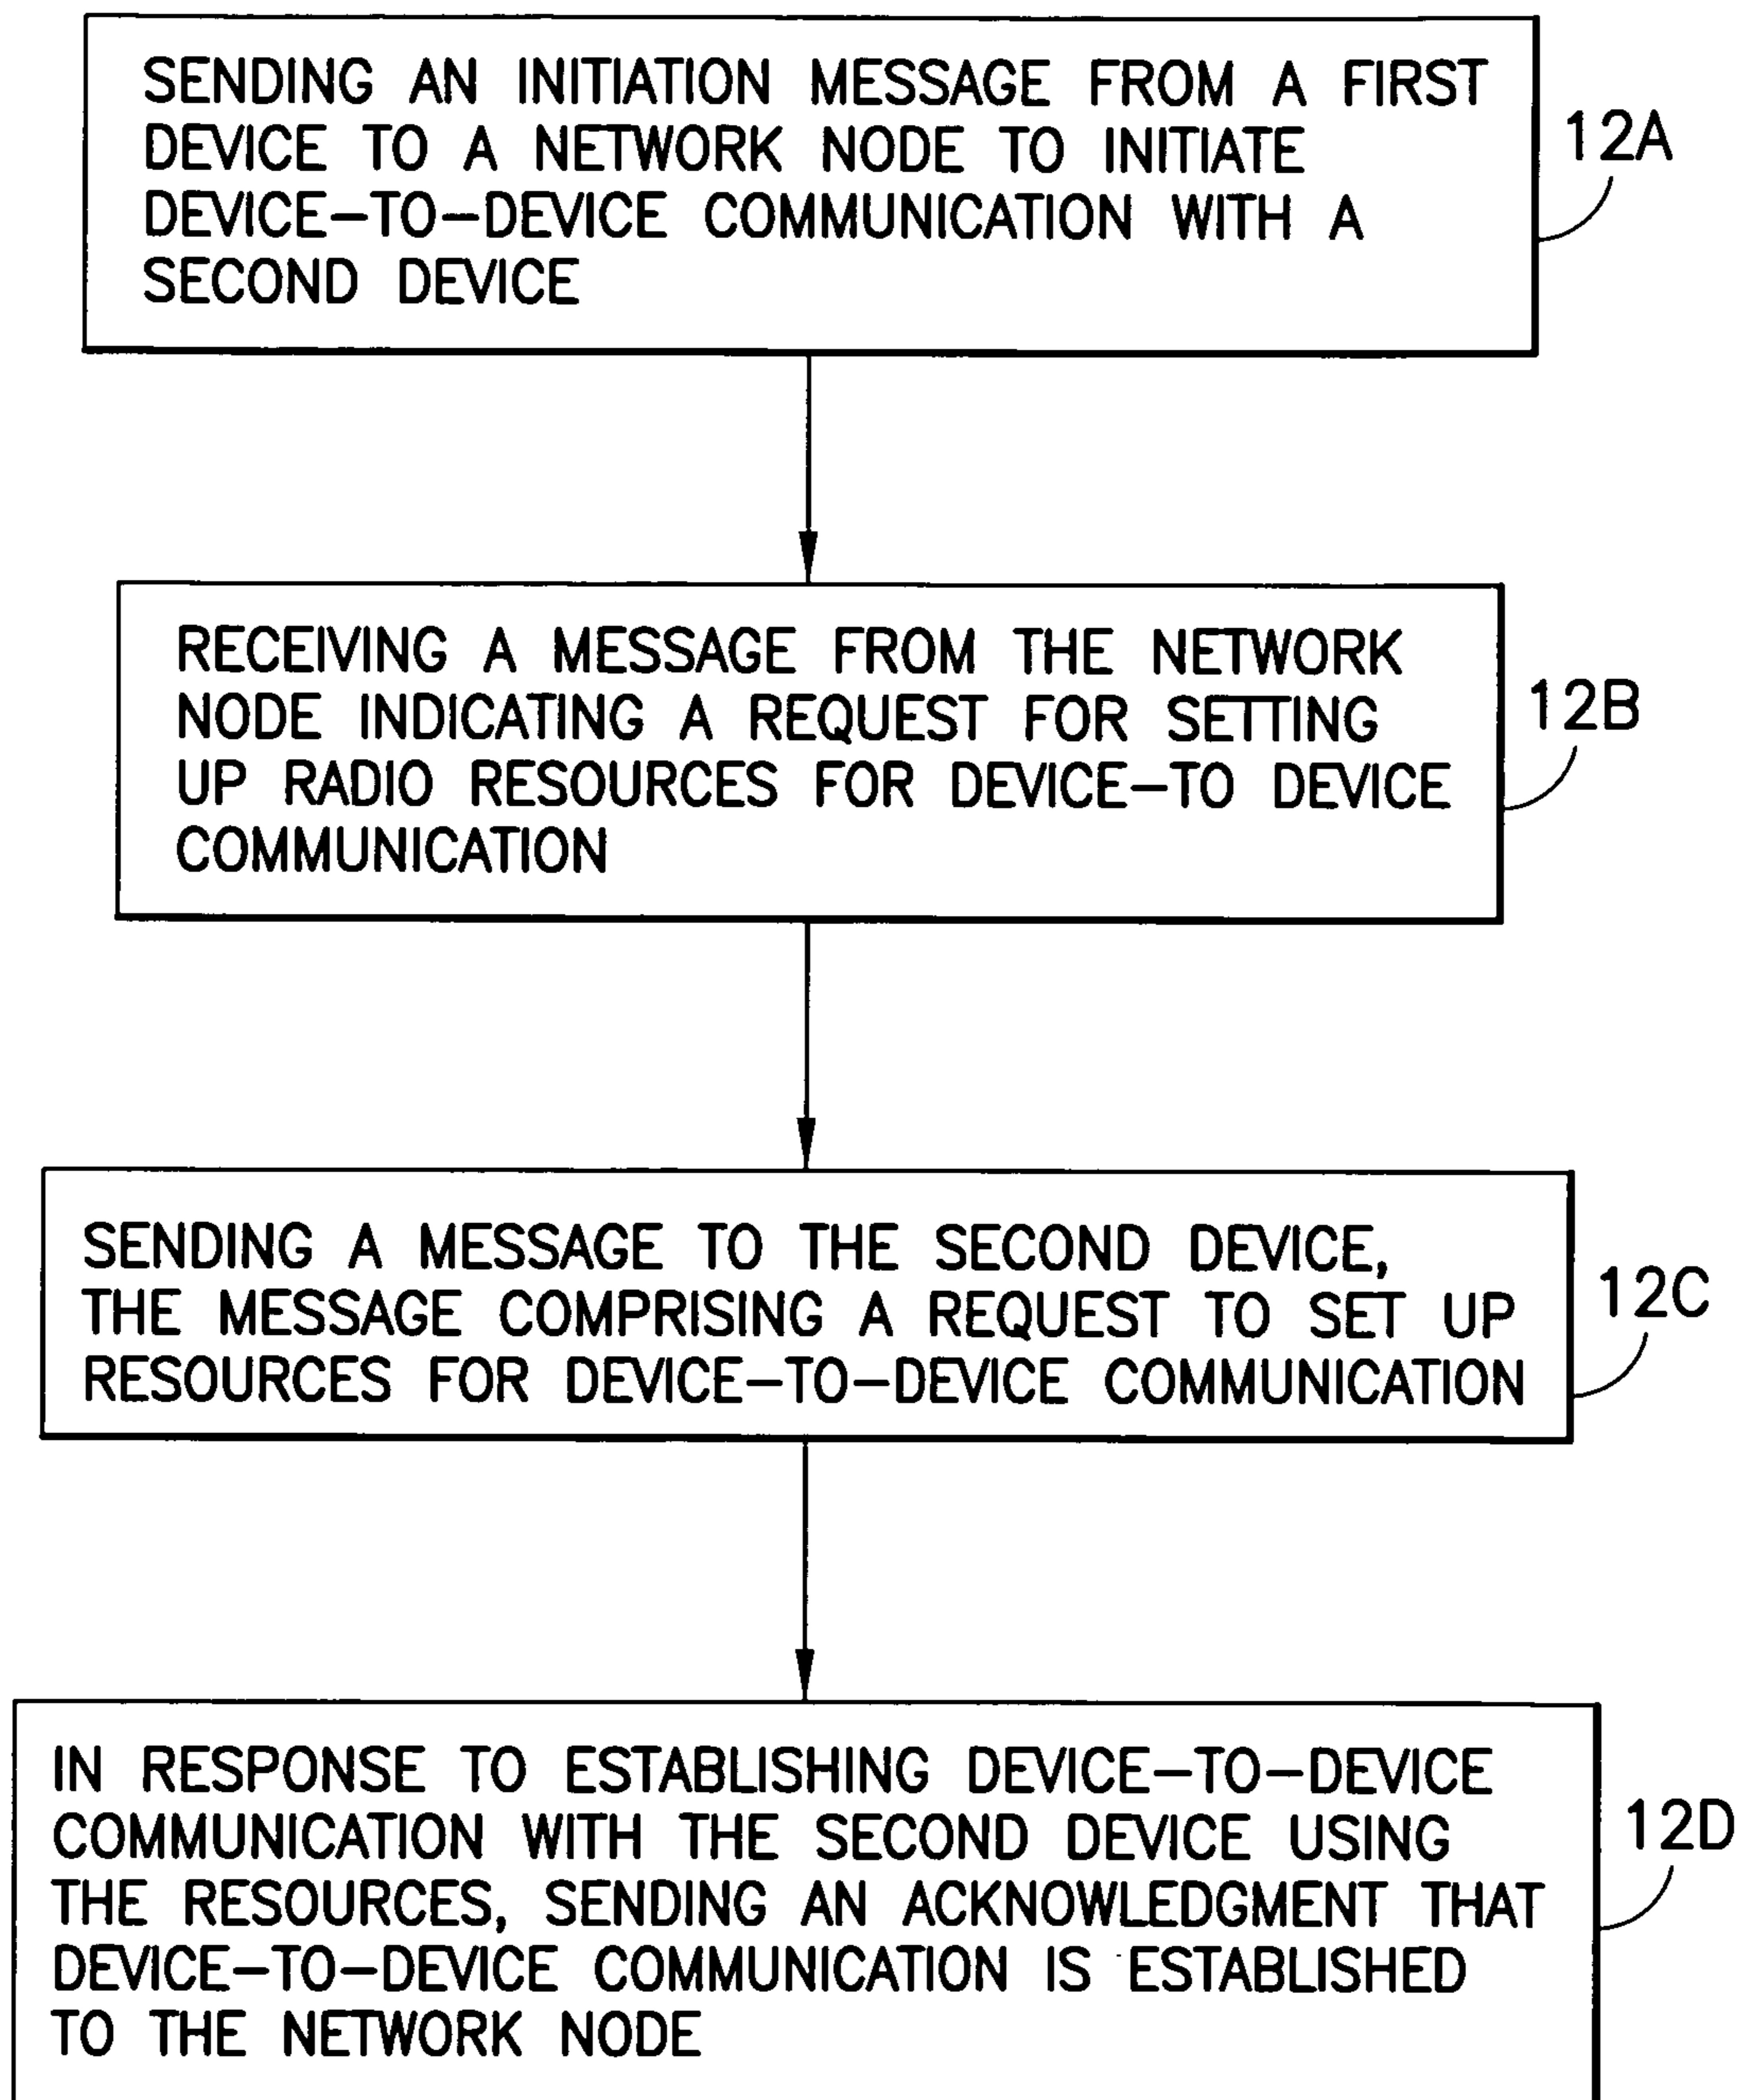 SENDING AN INITIATION MESSAGE FROM A FIRST
DEVICE TO A NETWORK NODE TO INITIATE
DEVICE-TO-DEVICE COMMUNICATION WITH A
SECOND DEVICE
12A
RECEIVING A MESSAGE FROM THE NETWORK
NODE INDICATING A REQUEST FOR SETTING
UP RADIO RESOURCES FOR DEVICE-TO DEVICE
COMMUNICATION
12B
SENDING A MESSAGE TO THE SECOND DEVICE,
THE MESSAGE COMPRISING A REQUEST TO SET UP
RESOURCES FOR DEVICE-TO-DEVICE COMMUNICATION
12C
IN RESPONSE TO ESTABLISHING DEVICE-TO-DEVICE
COMMUNICATION WITH THE SECOND DEVICE USING
THE RESOURCES, SENDING AN ACKNOWLEDGMENT THAT
DEVICE-TO-DEVICE COMMUNICATION IS ESTABLISHED
TO THE NETWORK NODE
12D